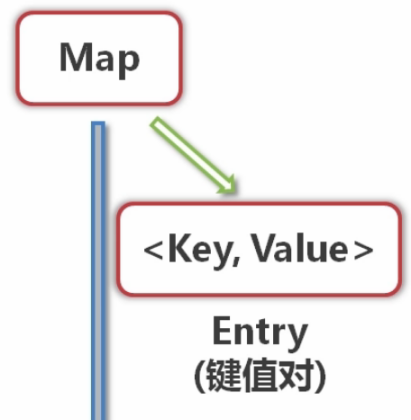 Map
<Key, Value>
Entry
(键值对)